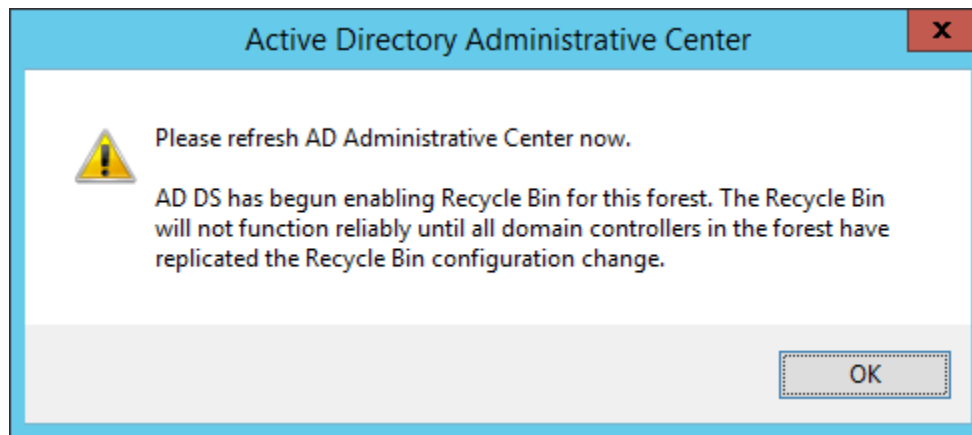 Active Directory Administrative Center
x
Please refresh AD Administrative Center now.
AD DS has begun enabling Recycle Bin for this forest. The Recycle Bin
will not function reliably until all domain controllers in the forest have
replicated the Recycle Bin configuration change.
OK